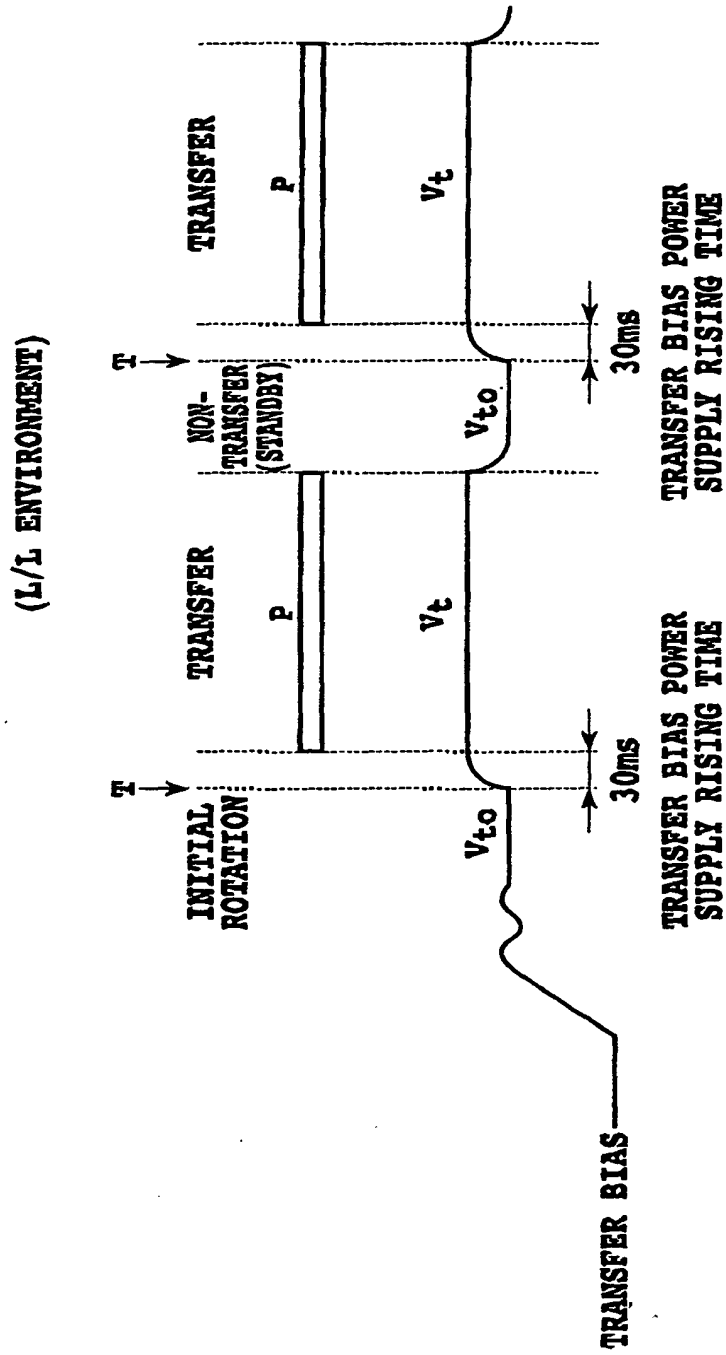 (L/L ENVIRONMENT)
T
T
INITIAL
ROTATION
TRANSFER
NON-
TRANSFER
(STANDBY)
TRANSFER
P
P
Vto
Vt
Vto
Vt
TRANSFER BIAS
30ms
30ms
TRANSFER BIAS POWER
SUPPLY RISING TIME
TRANSFER BIAS POWER
SUPPLY RISING TIME